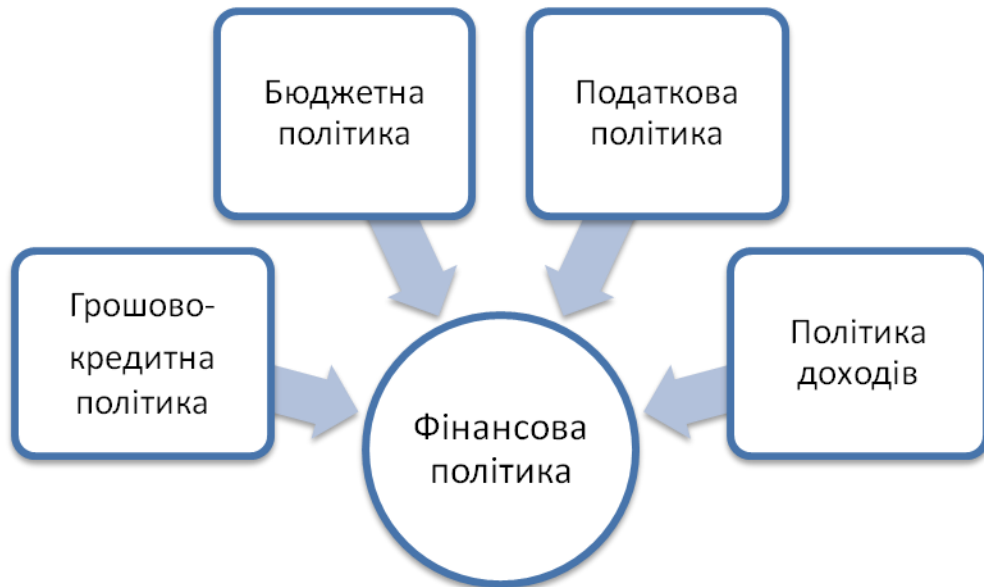 Бюджетна
політика
Податкова
політика
Грошово-
кредитна
політика
Політика
доходів
Фінансова
політика